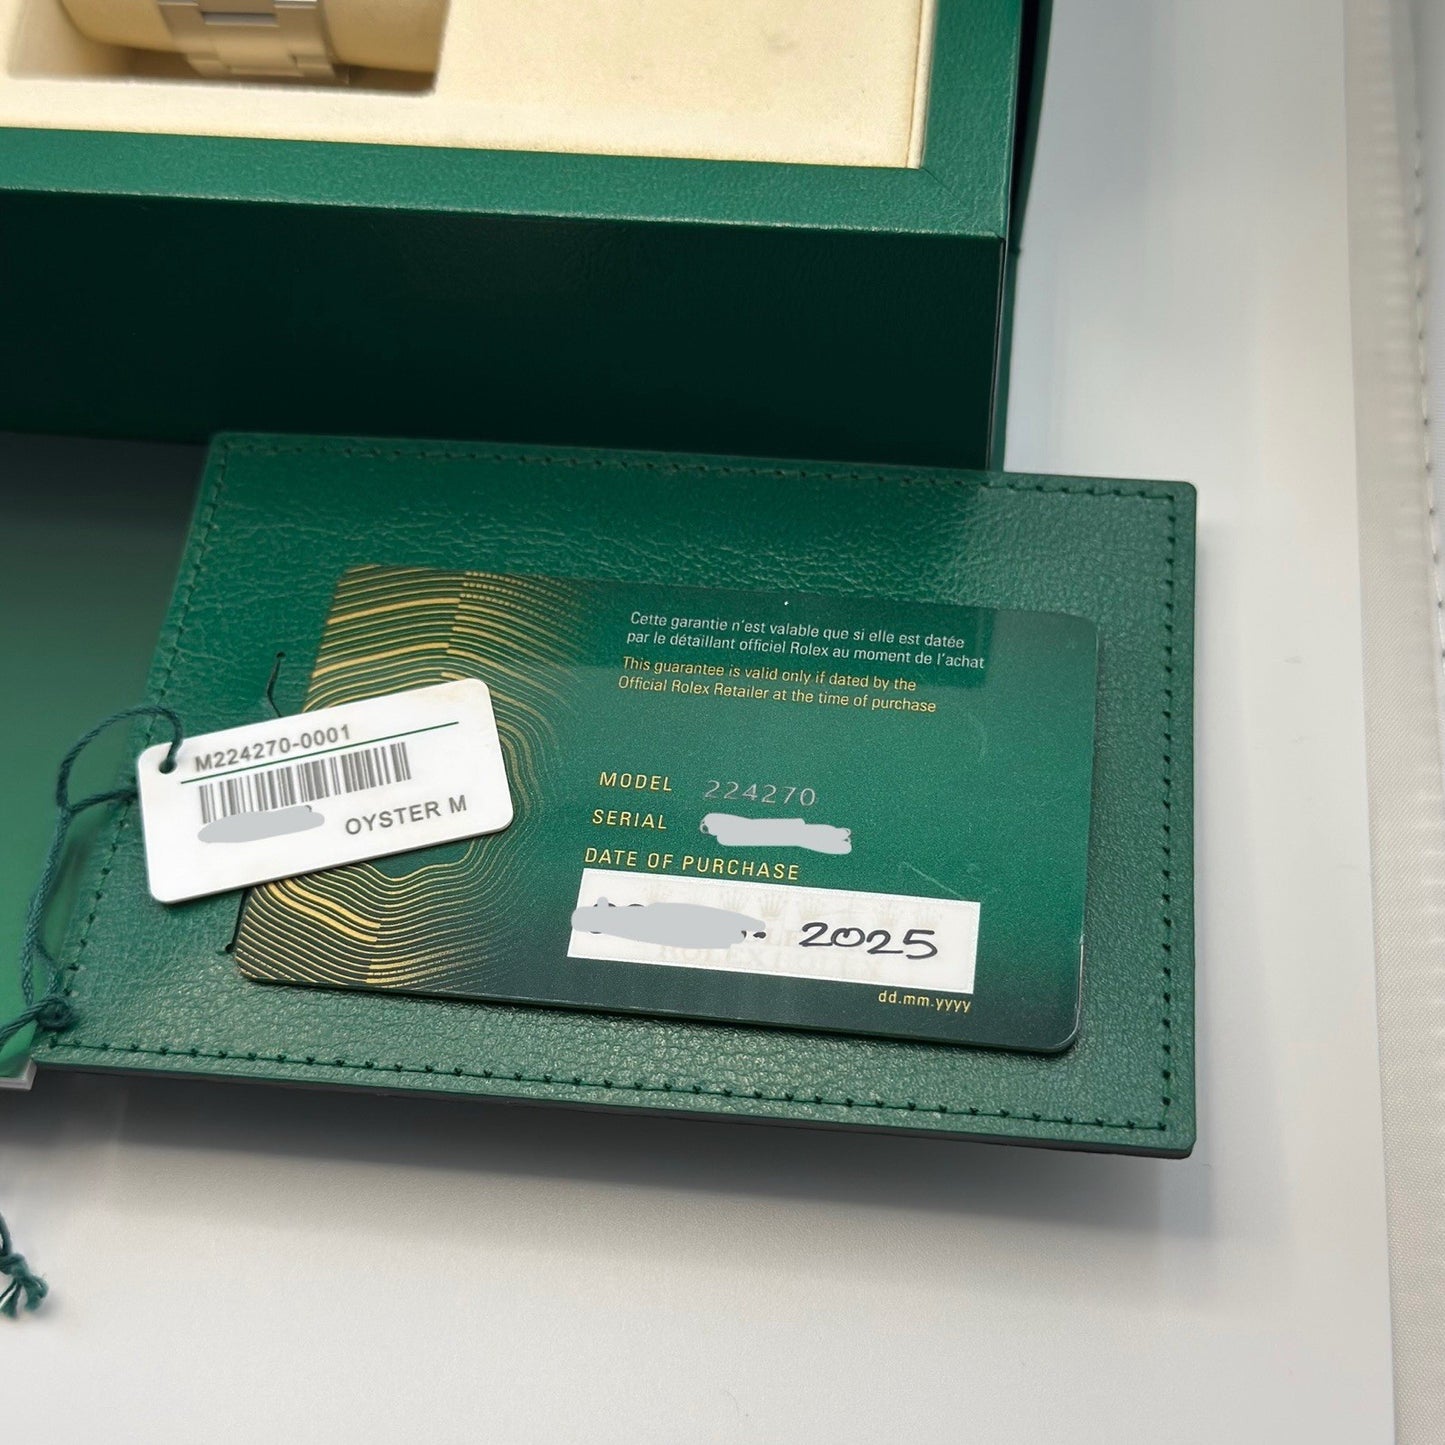 M224270-0001
OYSTER M
Cette garantie n'est valable que si elle est datée
par le détaillant officiel Rolex au moment de l'achat
This guarantee is valid only if dated by the
Official Rolex Retailer at the time of purchase
MODEL 224270
SERIAL
DATE OF PURCHASE
2025
ROLEX
dd.mm.yyyy